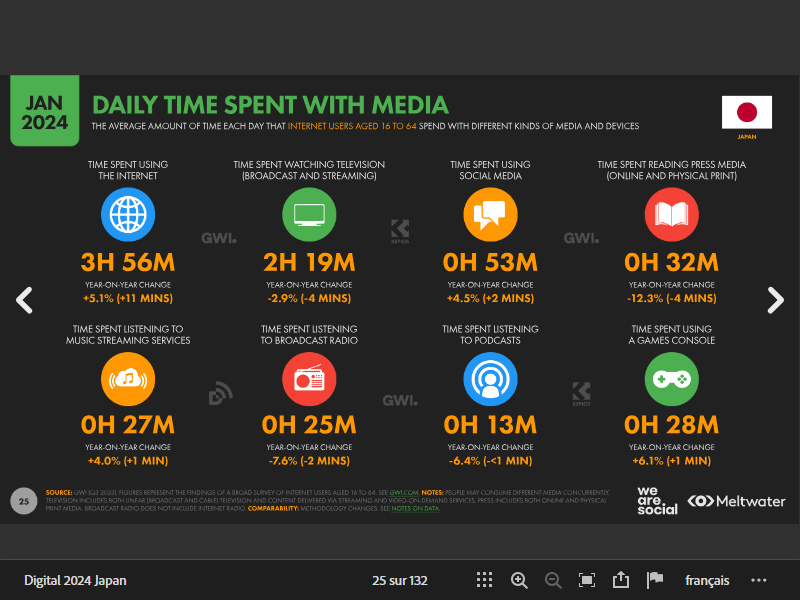 JAN
2024
DAILY TIME SPENT WITH MEDIA
THE AVERAGE AMOUNT OF TIME EACH DAY THAT INTERNET USERS AGED 16 TO 64 SPEND WITH DIFFERENT KINDS OF MEDIA AND DEVICES
JAPAN
TIME SPENT USING
THE INTERNET
3H 56M
YEAR-ON-YEAR CHANGE
+5.1% (+11 MINS)
TIME SPENT WATCHING TELEVISION
(BROADCAST AND STREAMING)
2H 19M
YEAR-ON-YEAR CHANGE
-2.9% (-4 MINS)
TIME SPENT USING
SOCIAL MEDIA
0H 53M
YEAR-ON-YEAR CHANGE
+4.5% (+2 MINS)
TIME SPENT READING PRESS MEDIA
(ONLINE AND PHYSICAL PRINT)
0H 32M
YEAR-ON-YEAR CHANGE
-12.3% (-4 MINS)
GWI.
KEPIOS
GWI.
TIME SPENT LISTENING TO
MUSIC STREAMING SERVICES
0H 27M
YEAR-ON-YEAR CHANGE
+4.0% (+1 MIN)
TIME SPENT LISTENING
TO BROADCAST RADIO
0H 25M
YEAR-ON-YEAR CHANGE
-7.6% (-2 MINS)
TIME SPENT LISTENING
TO PODCASTS
0H 13M
YEAR-ON-YEAR CHANGE
-6.4% (-<1 MIN)
TIME SPENT USING
A GAMES CONSOLE
0H 28M
YEAR-ON-YEAR CHANGE
+6.1% (+1 MIN)
GWI.
KEPIOS
25
SOURCE: GWI (Q3 2023). FIGURES REPRESENT THE FINDINGS OF A BROAD SURVEY OF INTERNET USERS AGED 16 TO 64. SEE GWI.COM. NOTES: PEOPLE MAY CONSUME DIFFERENT MEDIA CONCURRENTLY.
TELEVISION INCLUDES BOTH LINEAR (BROADCAST AND CABLE) TELEVISION AND CONTENT DELIVERED VIA STREAMING AND VIDEO-ON-DEMAND SERVICES. PRESS INCLUDES BOTH ONLINE AND PHYSICAL
PRINT MEDIA. BROADCAST RADIO DOES NOT INCLUDE INTERNET RADIO. COMPARABILITY: METHODOLOGY CHANGES. SEE NOTES ON DATA.
we
are.
social
Meltwater
Digital 2024 Japan
25 sur 132
français